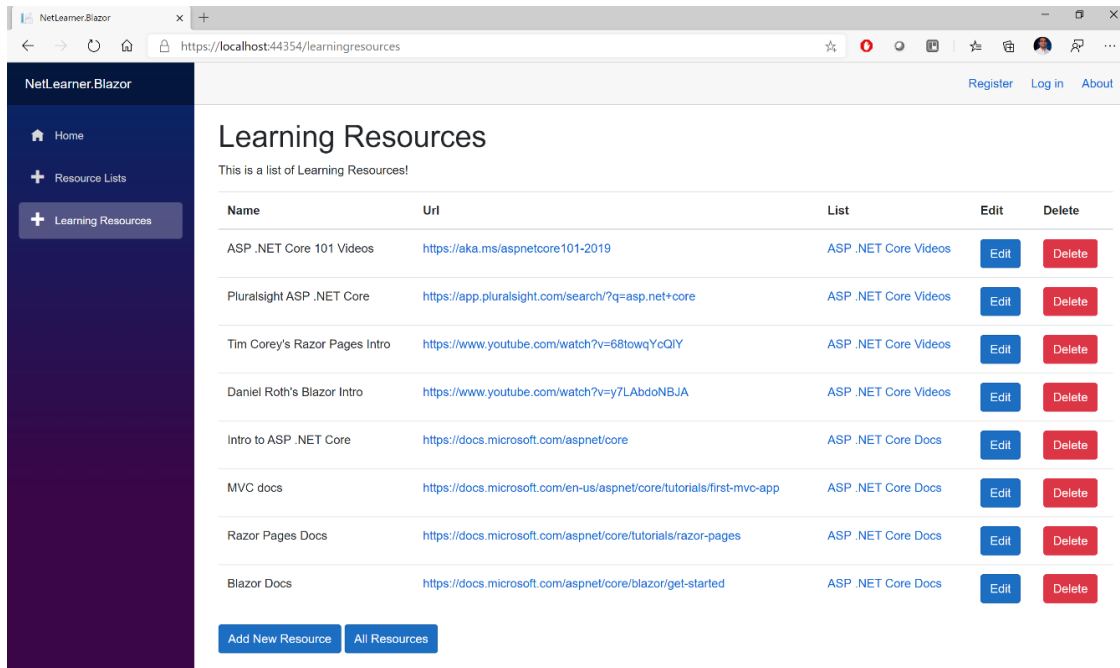 NetLearner.Blazor
https://localhost:44354/learningresources
NetLearner.Blazor
Register Log in About
Home
Resource Lists
Learning Resources
Learning Resources
This is a list of Learning Resources!
Name Url List Edit Delete
ASP .NET Core 101 Videos https://aka.ms/aspnetcore101-2019 ASP .NET Core Videos Edit Delete
Pluralsight ASP .NET Core https://app.pluralsight.com/search/?q=asp.net+core ASP .NET Core Videos Edit Delete
Tim Corey's Razor Pages Intro https://www.youtube.com/watch?v=68towqYcQlY ASP .NET Core Videos Edit Delete
Daniel Roth's Blazor Intro https://www.youtube.com/watch?v=y7LAbdoNBJA ASP .NET Core Videos Edit Delete
Intro to ASP .NET Core https://docs.microsoft.com/aspnet/core ASP .NET Core Docs Edit Delete
MVC docs https://docs.microsoft.com/en-us/aspnet/core/tutorials/first-mvc-app ASP .NET Core Docs Edit Delete
Razor Pages Docs https://docs.microsoft.com/aspnet/core/tutorials/razor-pages ASP .NET Core Docs Edit Delete
Blazor Docs https://docs.microsoft.com/aspnet/core/blazor/get-started ASP .NET Core Docs Edit Delete
Add New Resource All Resources